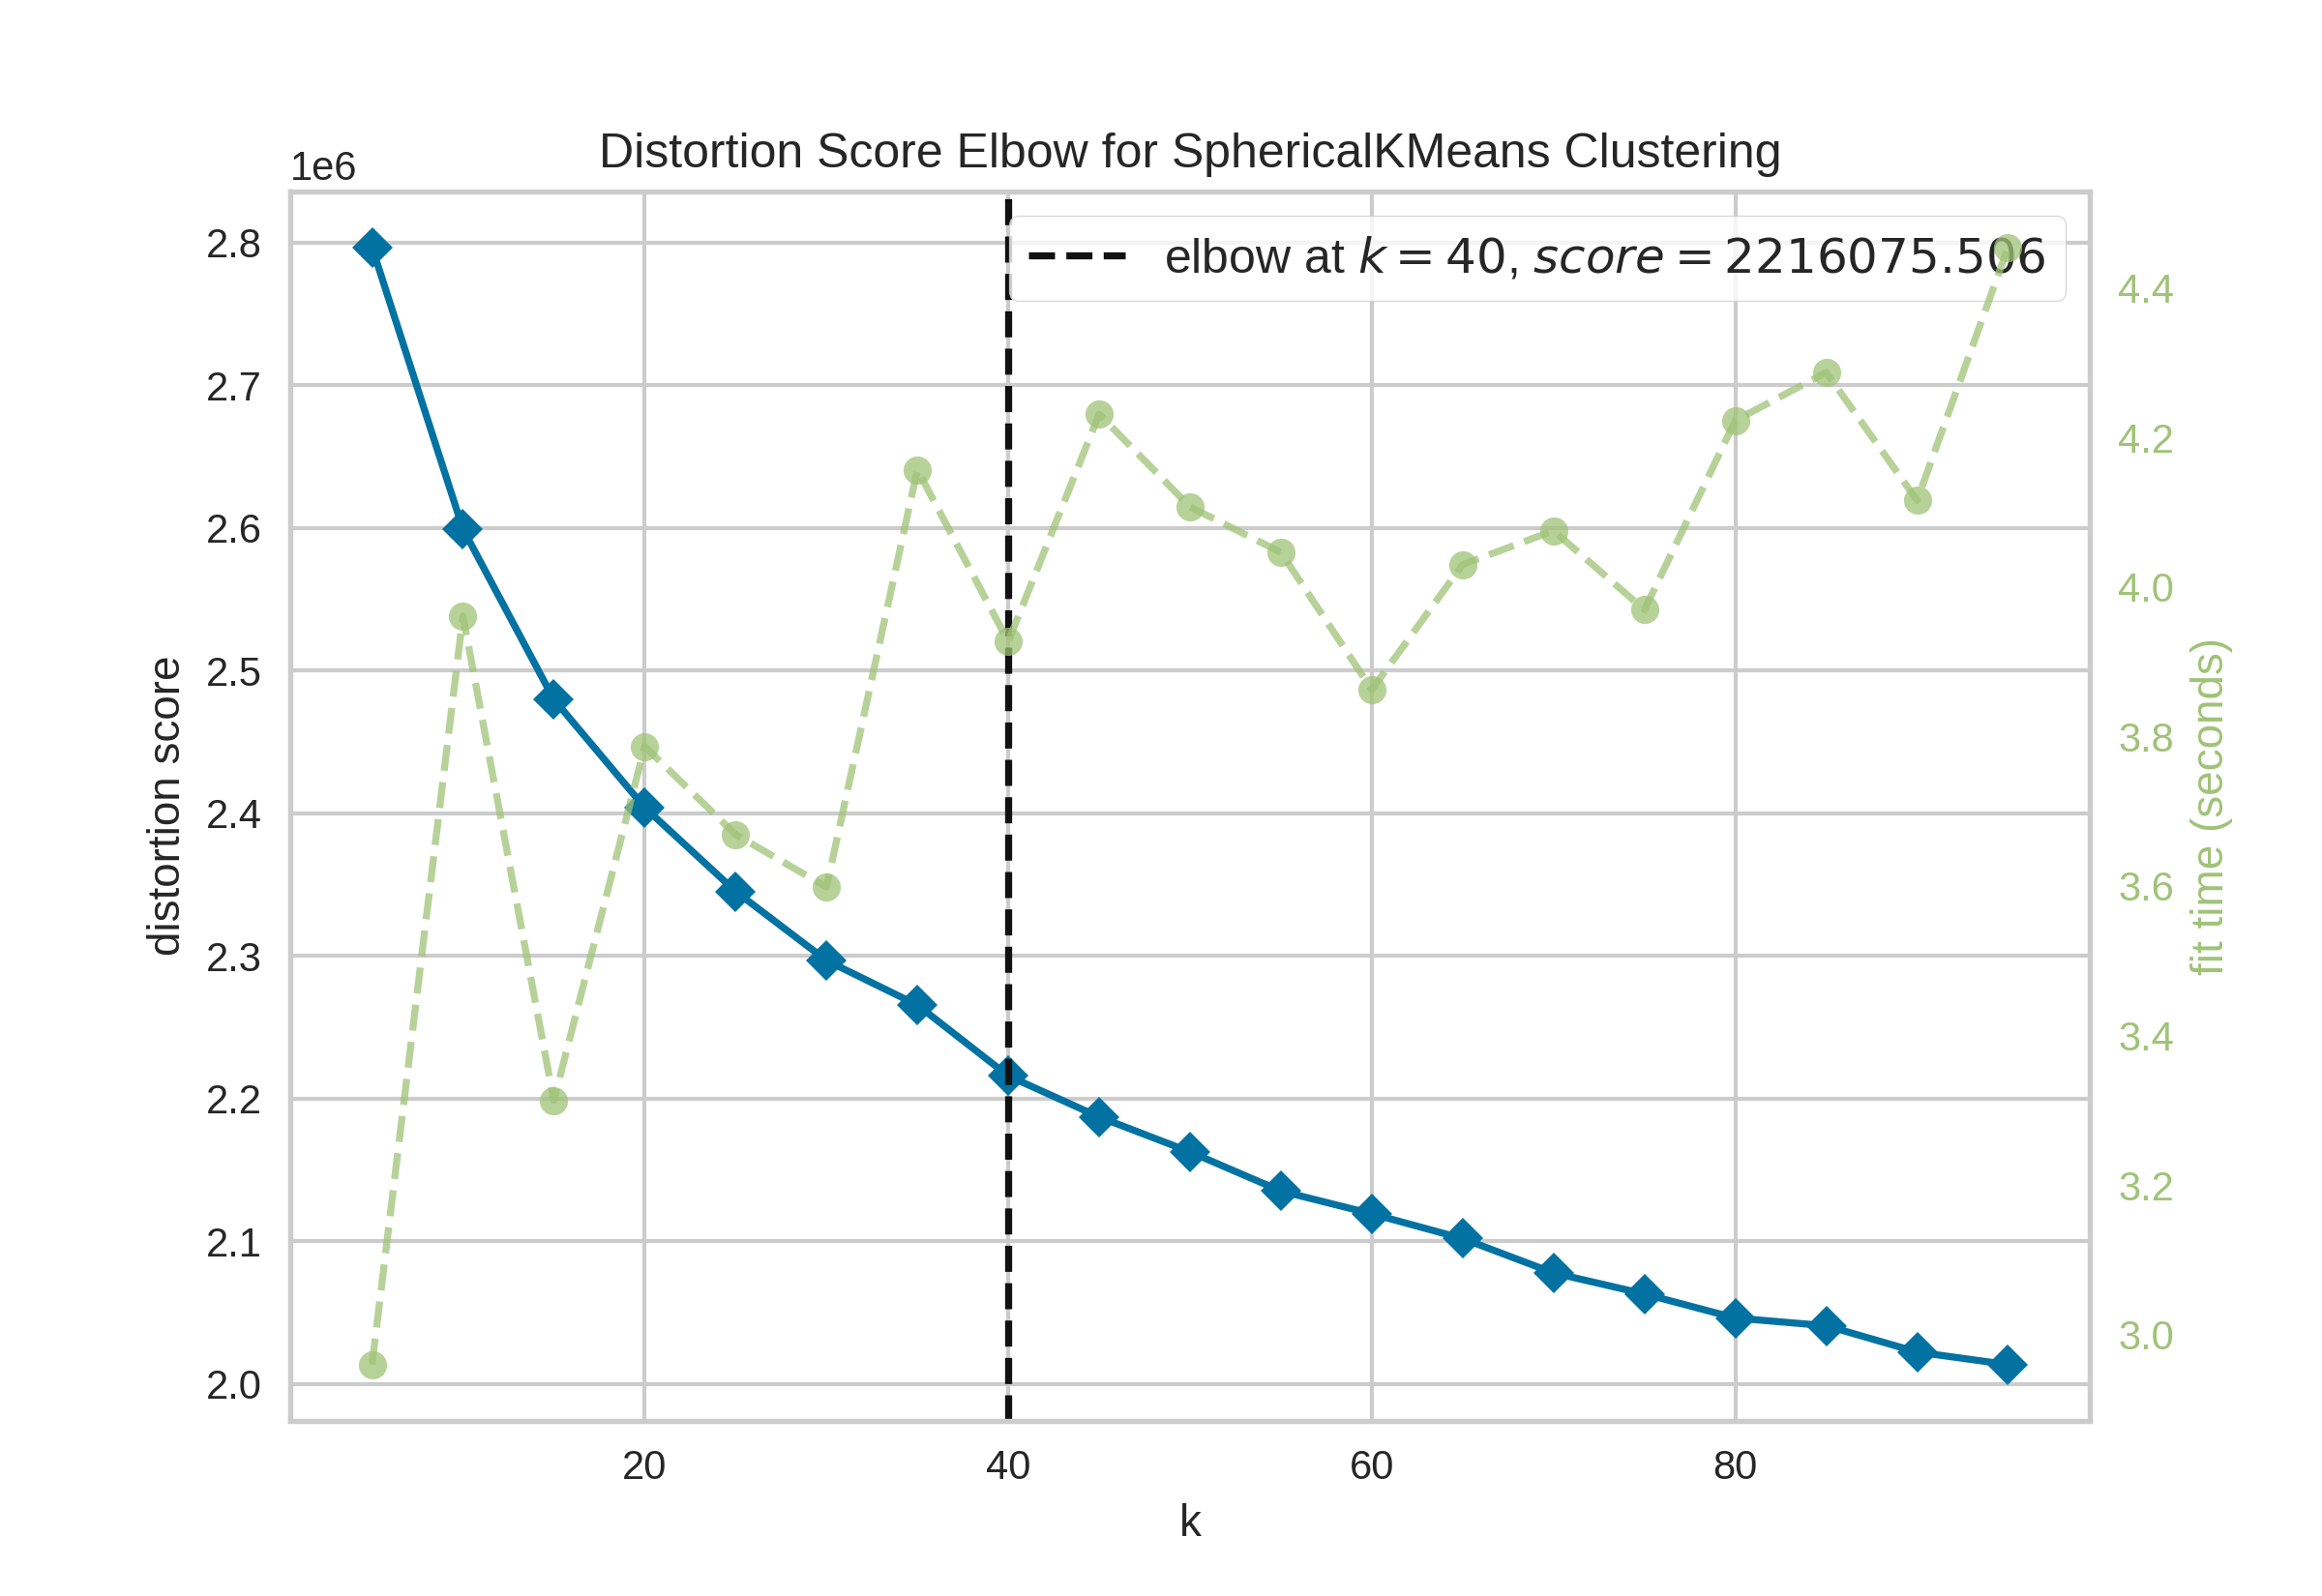 Distortion Score Elbow for SphericalKMeans Clustering
1e6
elbow at k = 40, score = 2216075.506
2.8
2.7
2.6
2.5
2.4
2.3
2.2
2.1
2.0
distortion score
4.4
4.2
4.0
3.8
3.6
3.4
3.2
3.0
fit time (seconds)
20 40 60 80
k